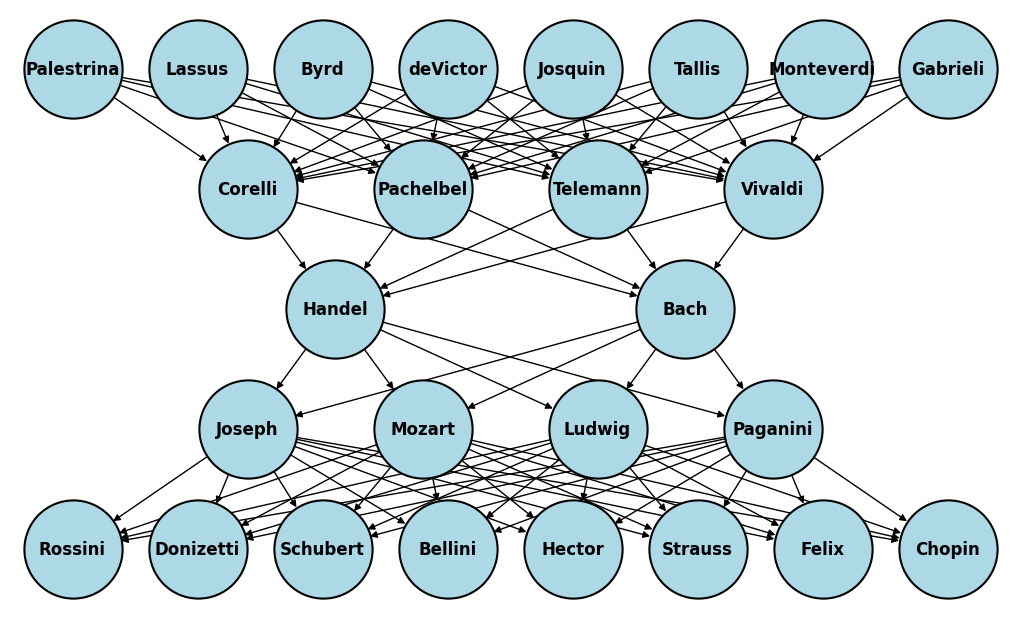 Palestrina Lassus Byrd deVictor Josquin Tallis Monteverdi Gabrieli
Corelli Pachelbel Telemann Vivaldi
Handel Bach
Joseph Mozart Ludwig Paganini
Rossini Donizetti Schubert Bellini Hector Strauss Felix Chopin